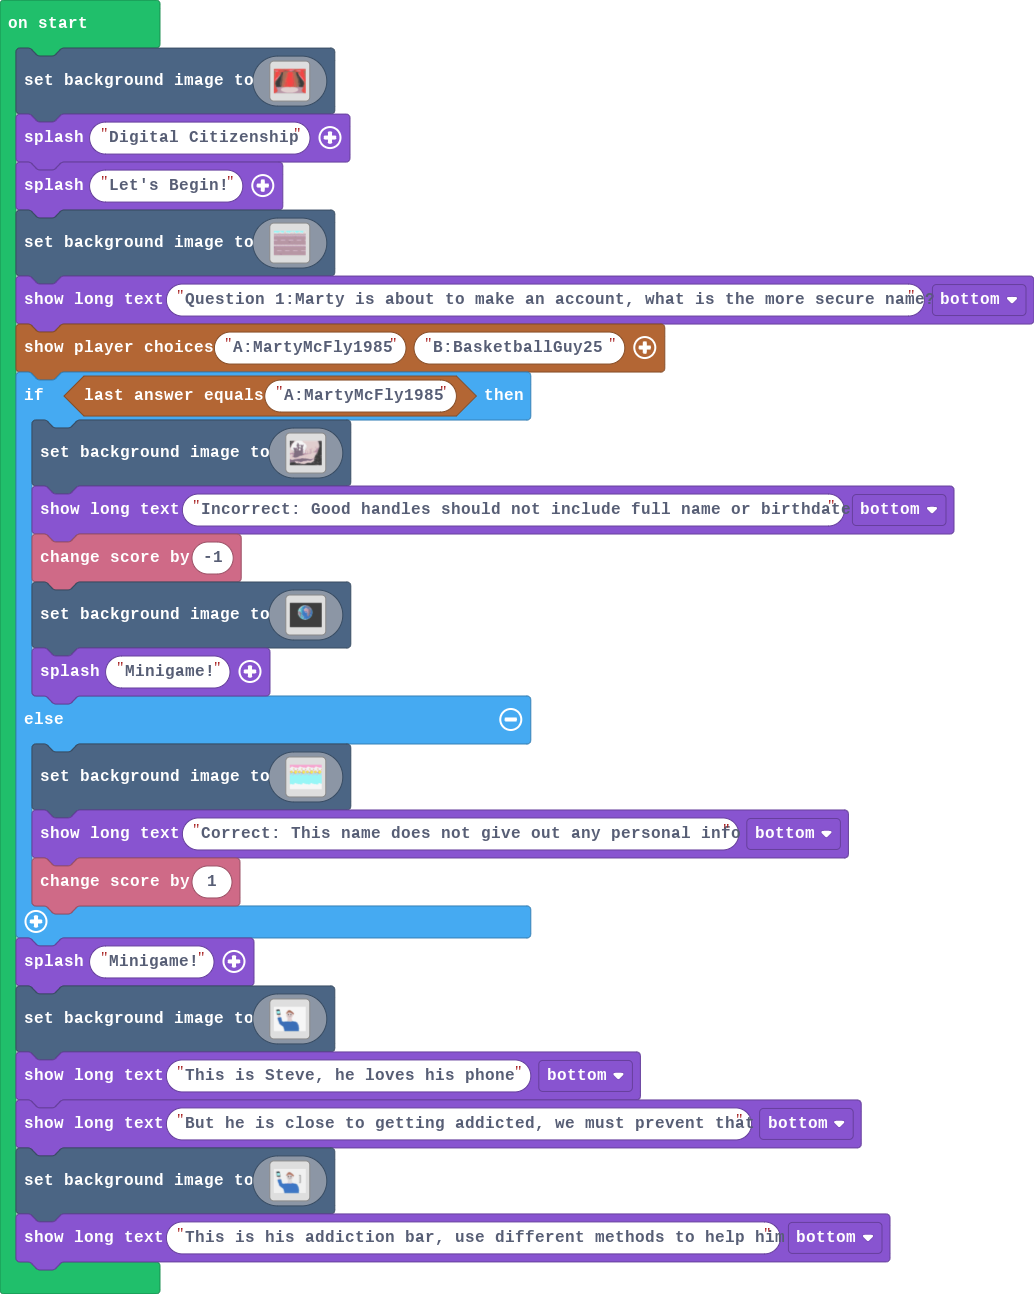 on start
set background image to
splash "Digital Citizenship"
splash "Let's Begin!"
set background image to
show long text "Question 1:Marty is about to make an account, what is the more secure name?" bottom
show player choices "A:MartyMcFly1985" "B:BasketballGuy25 "
if last answer equals "A:MartyMcFly1985" then
set background image to
show long text "Incorrect: Good handles should not include full name or birthdate" bottom
change score by -1
set background image to
splash "Minigame!"
else
set background image to
show long text "Correct: This name does not give out any personal info" bottom
change score by 1
splash "Minigame!"
set background image to
show long text "This is Steve, he loves his phone" bottom
show long text "But he is close to getting addicted, we must prevent that" bottom
set background image to
show long text "This is his addiction bar, use different methods to help him" bottom